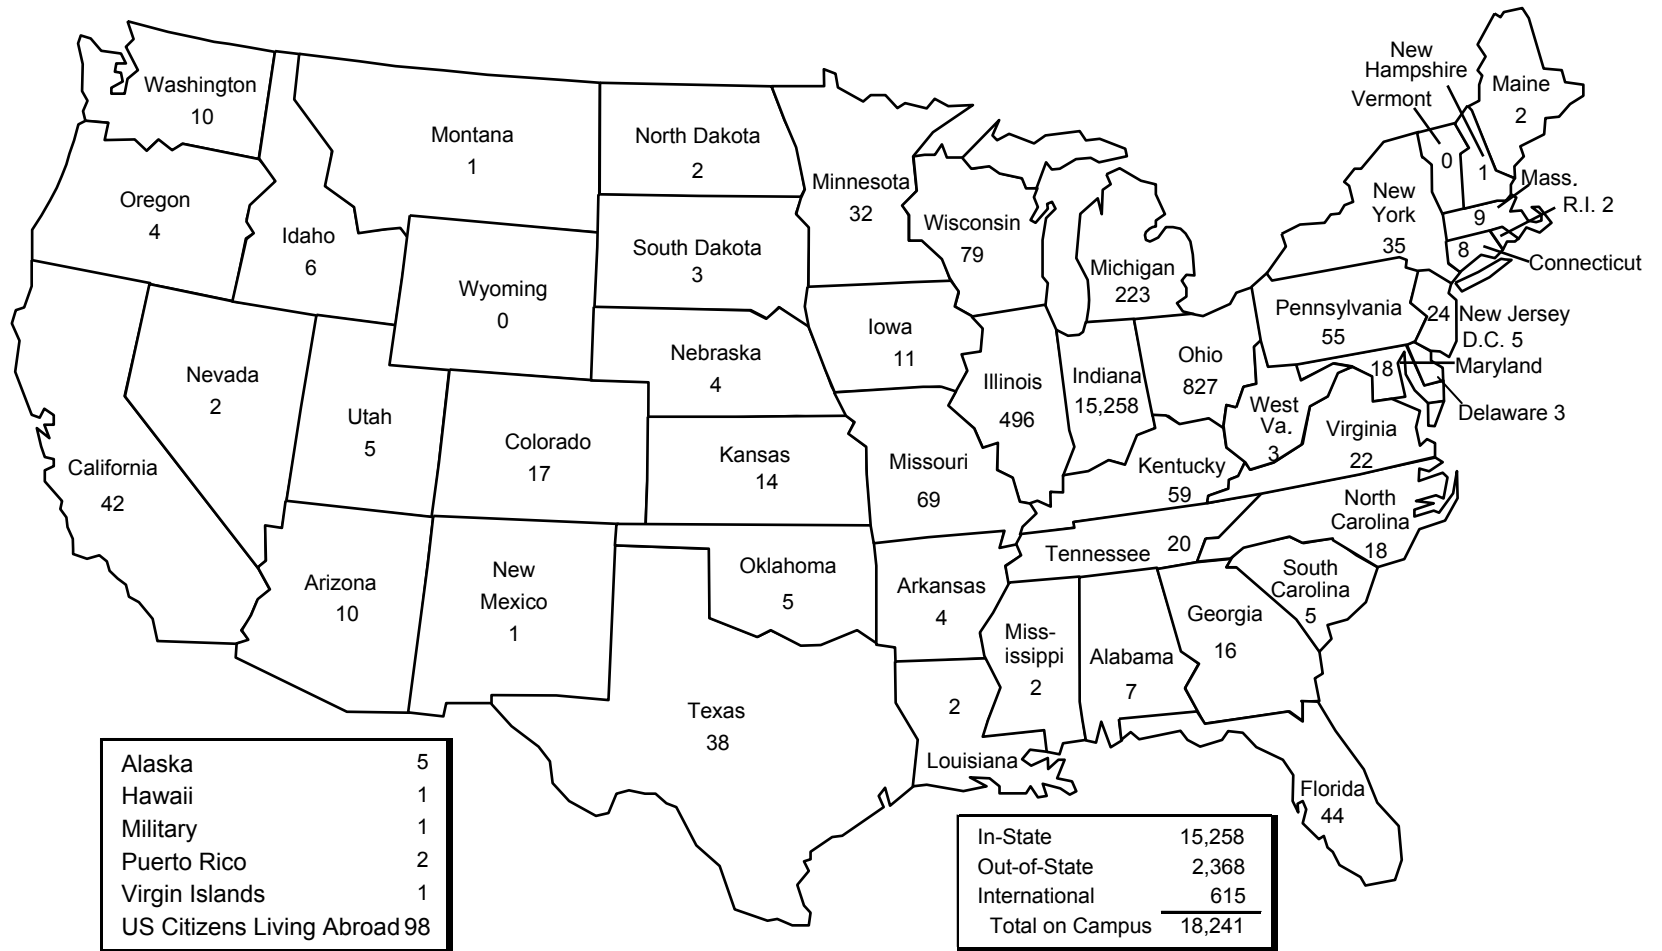 Washington
10
Oregon
4
California
42
Nevada
2
Idaho
6
Montana
1
Wyoming
0
Utah
5
Colorado
17
Arizona
10
New
Mexico
1
North Dakota
2
South Dakota
3
Nebraska
4
Kansas
14
Oklahoma
5
Texas
38
Minnesota
32
Iowa
11
Missouri
69
Arkansas
4
2
Louisiana
Wisconsin
79
Illinois
496
Michigan
223
Indiana
15,258
Ohio
827
Kentucky
59
Tennessee 20
Miss-
issippi
2
Alabama
7
Georgia
16
Florida
44
South
Carolina
5
North
Carolina
18
Virginia
22
West
Va.
3
Pennsylvania
55
New
York
35
New
Hampshire
1
Vermont
0
Maine
2
Mass.
9
R.I. 2
8
Connecticut
24 New Jersey
D.C. 5
18 Maryland
Delaware 3
Alaska 5
Hawaii 1
Military 1
Puerto Rico 2
Virgin Islands 1
US Citizens Living Abroad 98
In-State 15,258
Out-of-State 2,368
International 615
Total on Campus 18,241